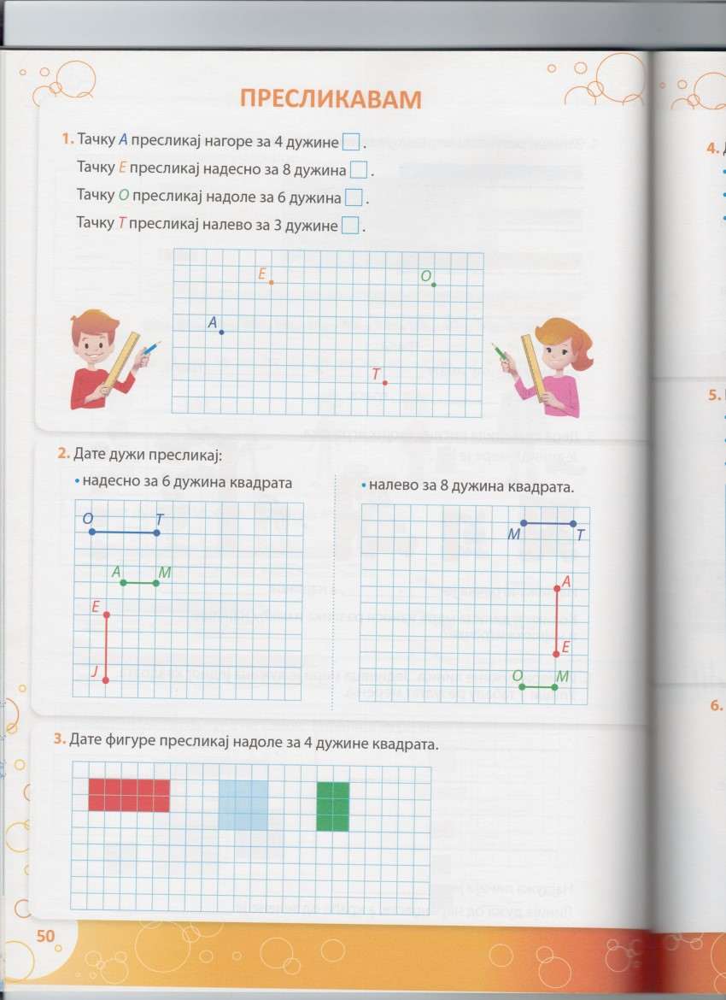 ПРЕСЛИКАВАМ
1. Тачку A пресликај нагоре за 4 дужине □.
Тачку E пресликај надесно за 8 дужина □.
Тачку O пресликај надоле за 6 дужина □.
Тачку T пресликај налево за 3 дужине □.
E
O
A
T
2. Дате дужи пресликај:
• надесно за 6 дужина квадрата
O T
A M
E
J
• налево за 8 дужина квадрата.
M T
A
E
O M
3. Дате фигуре пресликај надоле за 4 дужине квадрата.
50
4.
5.
6.